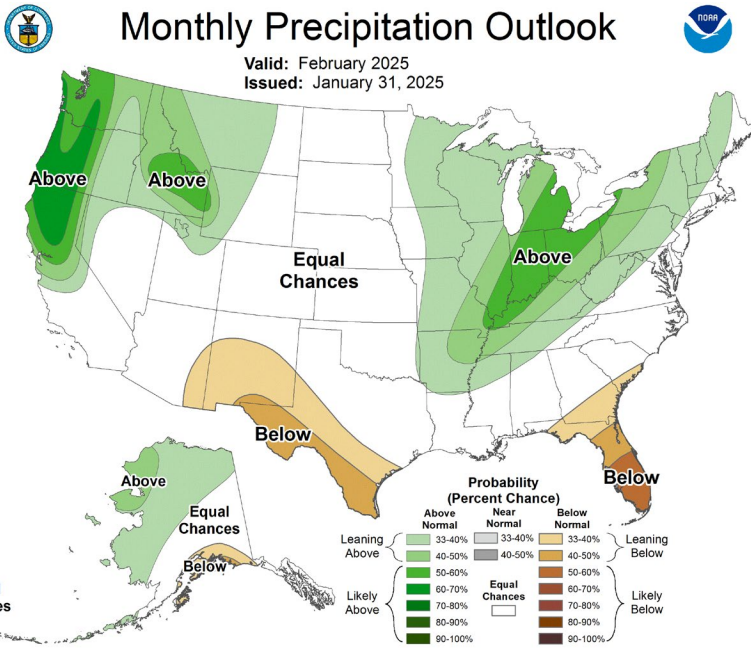 Monthly Precipitation Outlook
Valid: February 2025
Issued: January 31, 2025
NOAA
Above
Above
Equal
Chances
Above
Below
Below
Above
Equal
Chances
Below
es
Probability
(Percent Chance)
Above
Normal
Near
Normal
Below
Normal
Leaning
Above
33-40%
33-40%
33-40%
Leaning
Below
40-50%
40-50%
40-50%
Likely
Above
50-60%
50-60%
Likely
Below
60-70%
60-70%
Equal
Chances
70-80%
70-80%
80-90%
80-90%
90-100%
90-100%